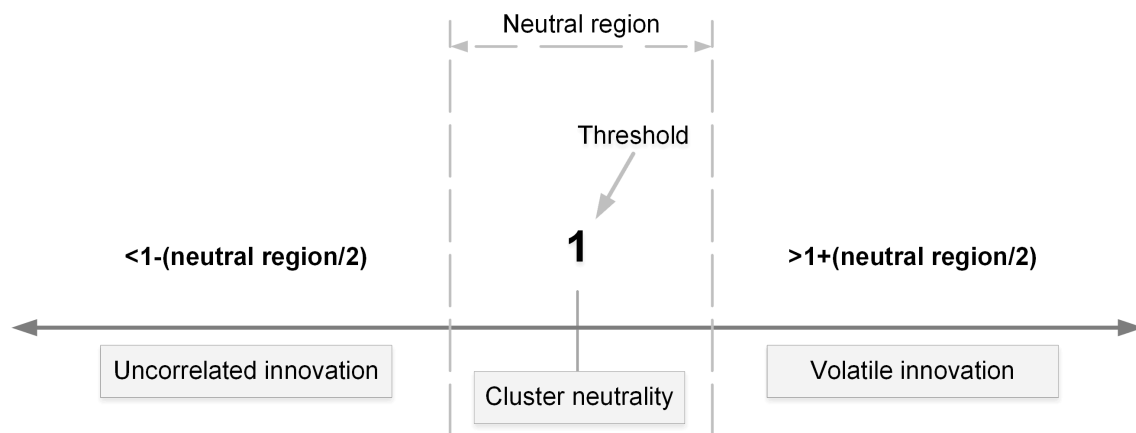 Neutral region
Threshold
<1-(neutral region/2)
1
>1+(neutral region/2)
Uncorrelated innovation
Cluster neutrality
Volatile innovation